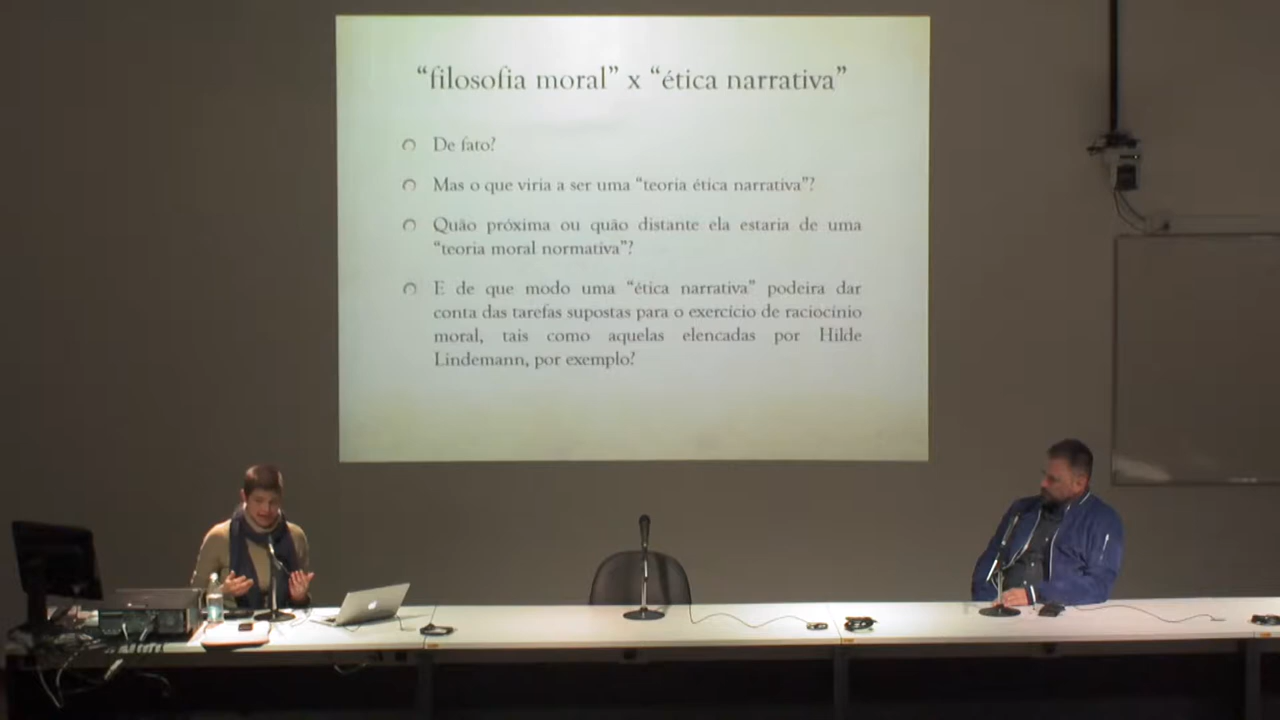 “filosofia moral” x “ética narrativa”
De fato?
Mas o que viria a ser uma “teoria ética narrativa”?
Quão próxima ou quão distante ela estaria de uma
“teoria moral normativa”?
E de que modo uma “ética narrativa” podeira dar
conta das tarefas supostas para o exercício de raciocínio
moral, tais como aquelas elencadas por Hilde
Lindemann, por exemplo?